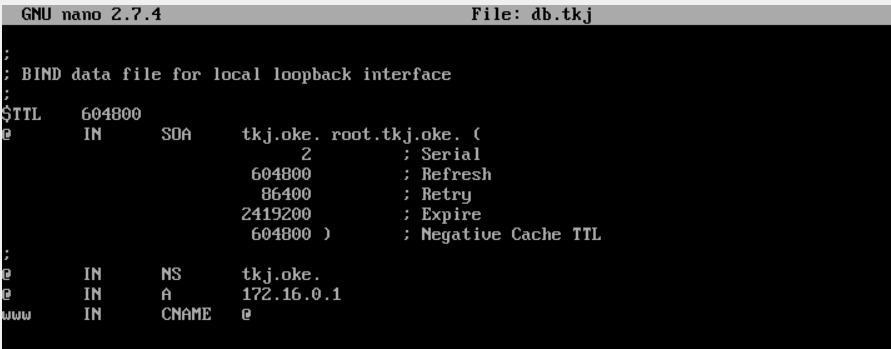 GNU nano 2.7.4 File: db.tkj
;
; BIND data file for local loopback interface
;
$TTL 604800
@ IN SOA tkj.oke. root.tkj.oke. (
2 ; Serial
604800 ; Refresh
86400 ; Retry
2419200 ; Expire
604800 ) ; Negative Cache TTL
;
@ IN NS tkj.oke.
@ IN A 172.16.0.1
www IN CNAME @